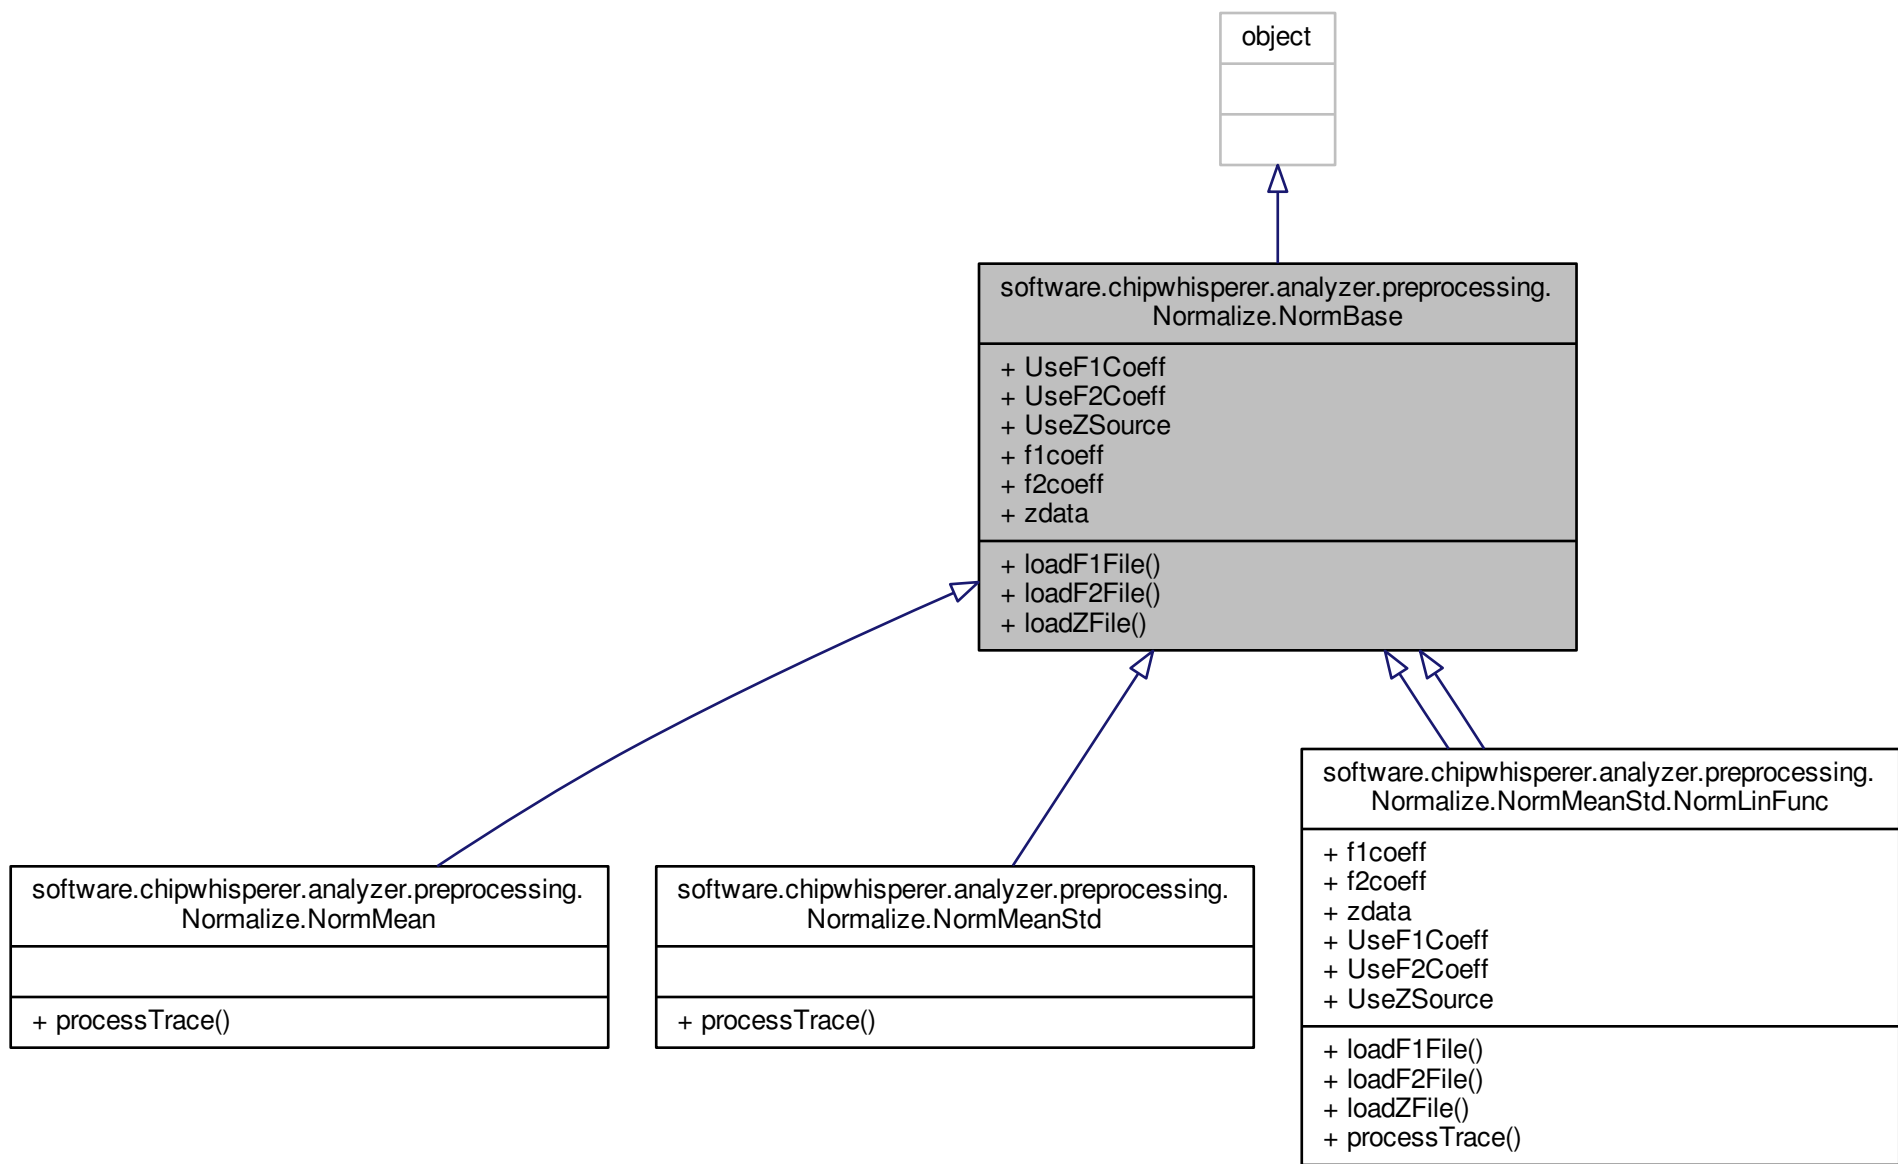 object
software.chipwhisperer.analyzer.preprocessing.
Normalize.NormBase
+ UseF1Coeff
+ UseF2Coeff
+ UseZSource
+ f1coeff
+ f2coeff
+ zdata
+ loadF1File()
+ loadF2File()
+ loadZFile()
software.chipwhisperer.analyzer.preprocessing.
Normalize.NormMean
+ processTrace()
software.chipwhisperer.analyzer.preprocessing.
Normalize.NormMeanStd
+ processTrace()
software.chipwhisperer.analyzer.preprocessing.
Normalize.NormMeanStd.NormLinFunc
+ f1coeff
+ f2coeff
+ zdata
+ UseF1Coeff
+ UseF2Coeff
+ UseZSource
+ loadF1File()
+ loadF2File()
+ loadZFile()
+ processTrace()